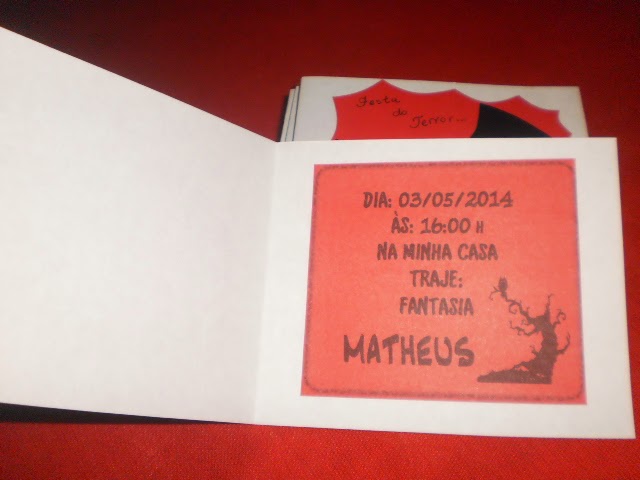 Festa
do
Terror...
DIA: 03/05/2014
ÀS: 16:00 H
NA MINHA CASA
TRAJE:
FANTASIA
MATHEUS